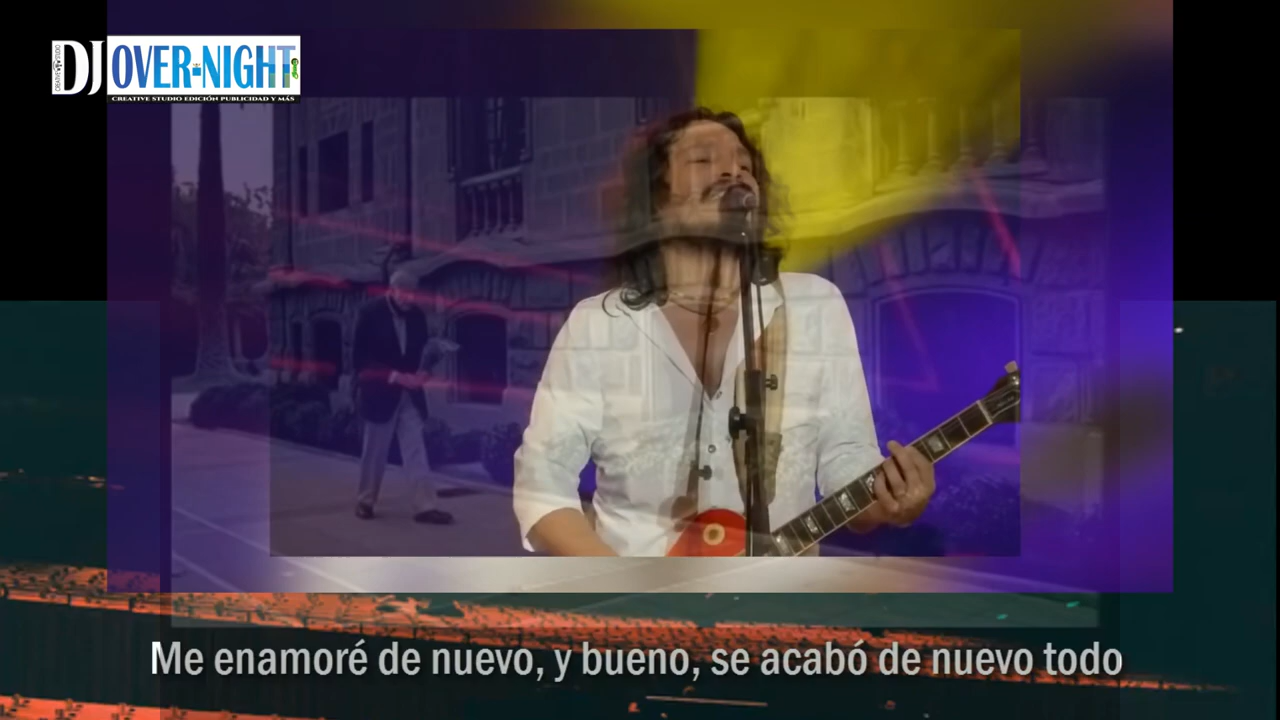 DJ OVER-NIGHT
CREATIVE STUDIO EDICIÓN PUBLICIDAD Y MÁS
Me enamoré de nuevo, y bueno, se acabó de nuevo todo